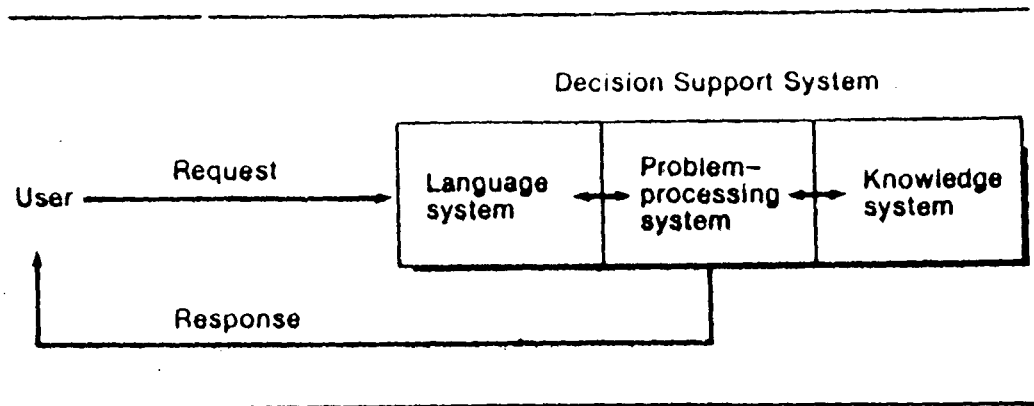 Decision Support System
User
Request
Language
system
Problem-
processing
system
Knowledge
system
Response